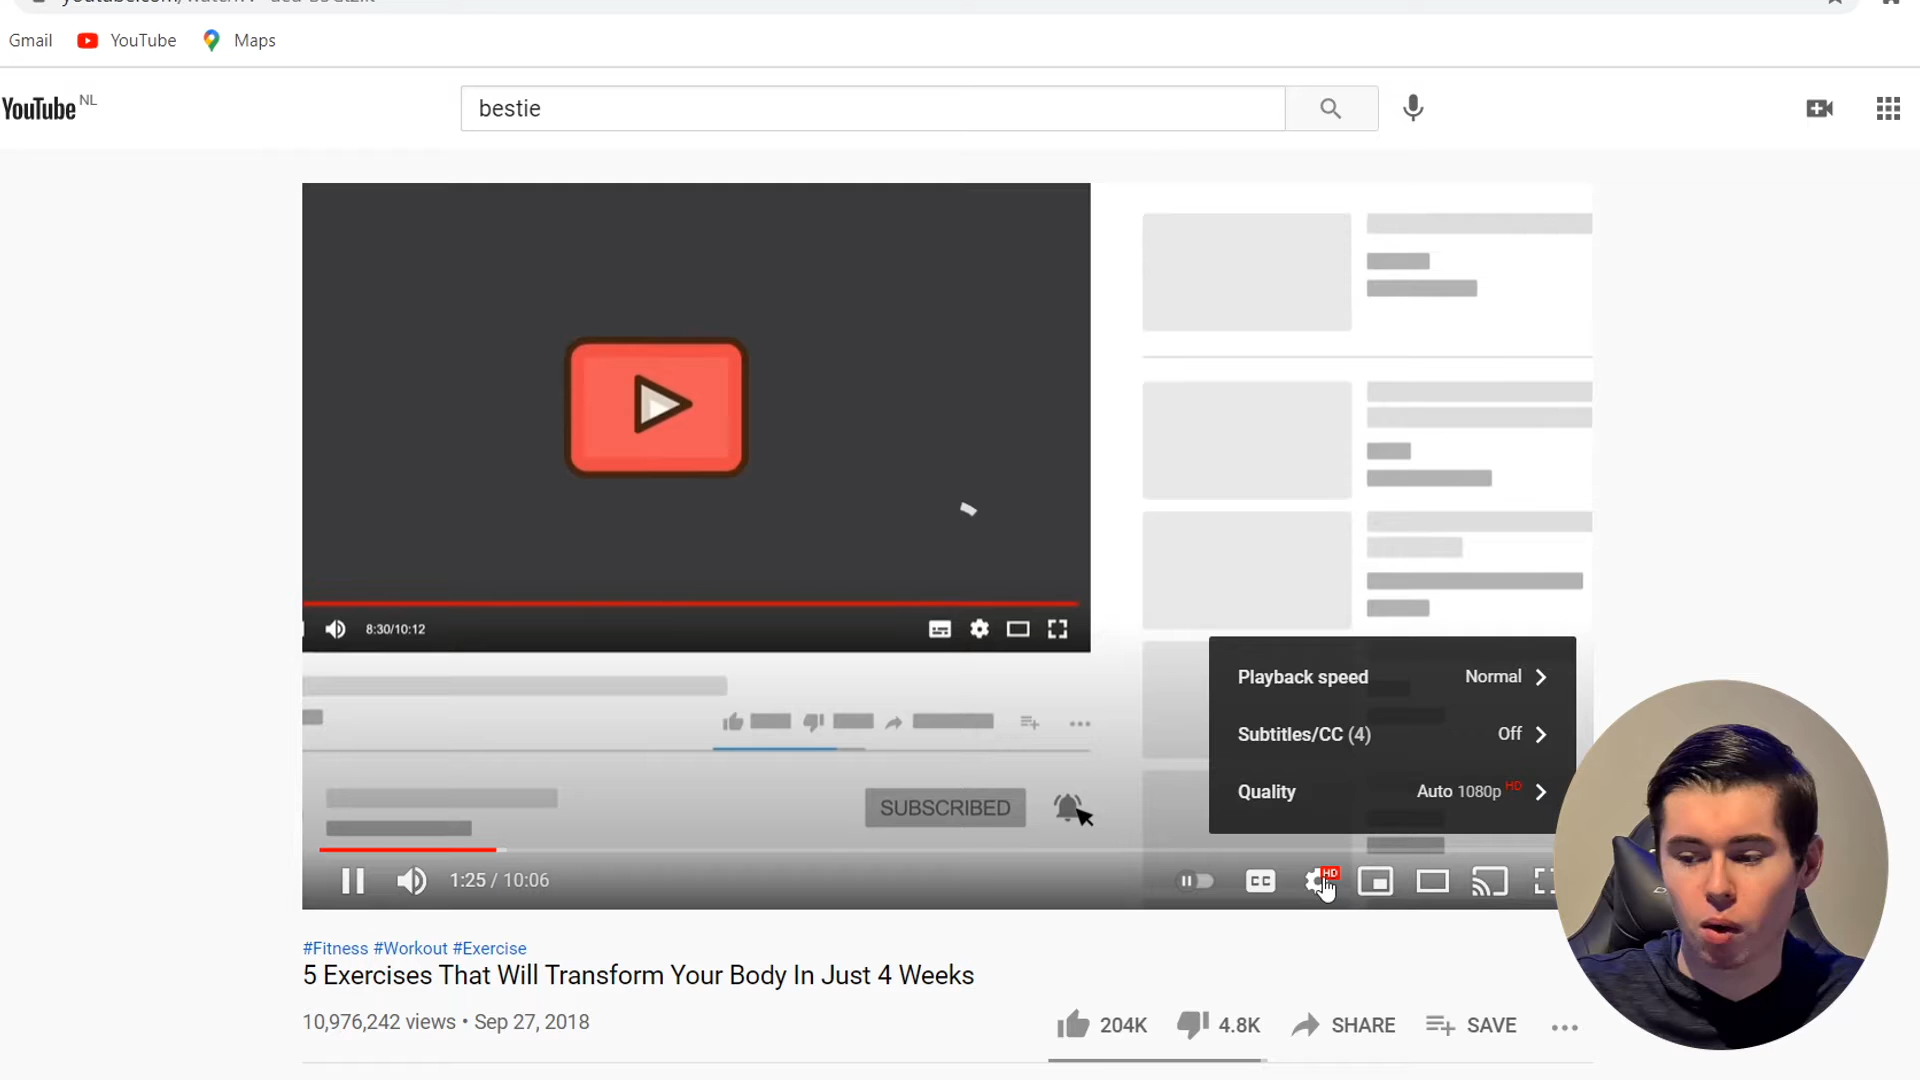 Gmail YouTube Maps
YouTube NL
bestie
8:30/10:12
Playback speed Normal
Subtitles/CC (4) Off
SUBSCRIBED
Quality Auto 1080p HD
1:25 / 10:06
CC
HD
#Fitness #Workout #Exercise
5 Exercises That Will Transform Your Body In Just 4 Weeks
10,976,242 views • Sep 27, 2018
204K 4.8K SHARE SAVE